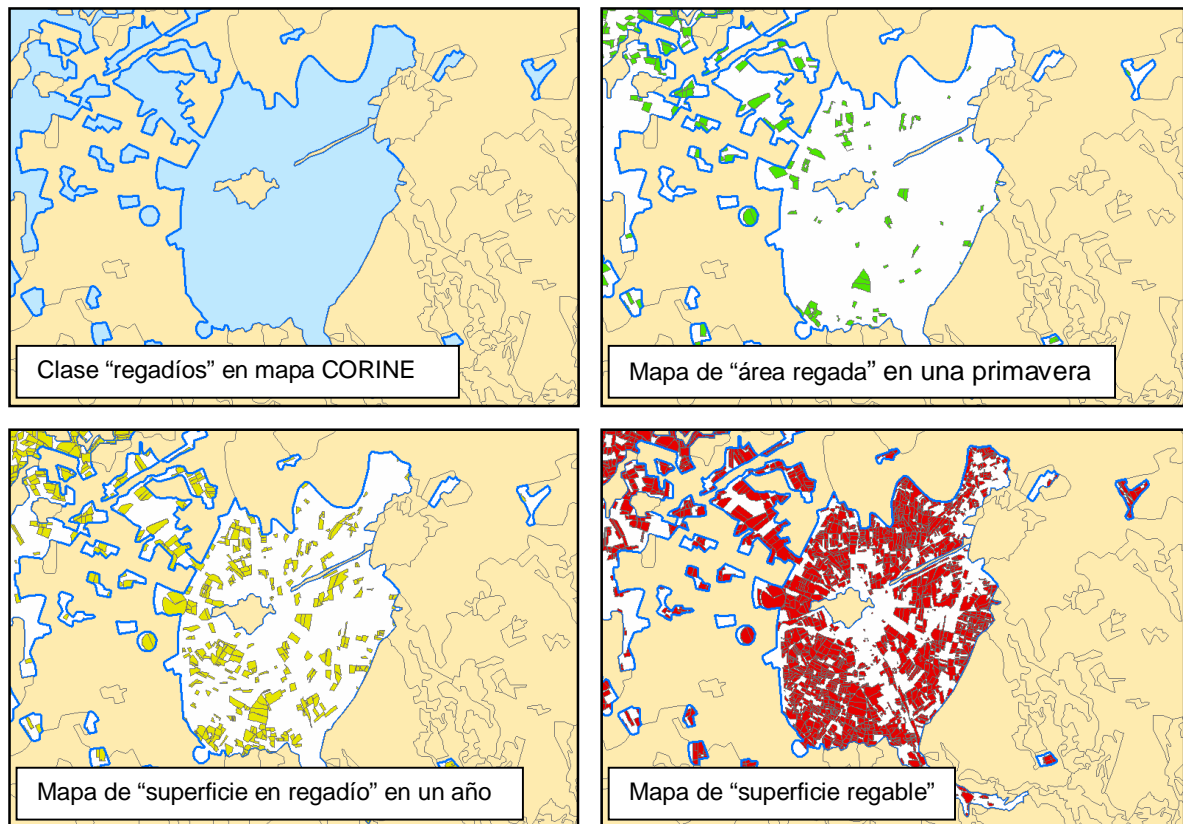 Clase “regadíos” en mapa CORINE
Mapa de “área regada” en una primavera
Mapa de “superficie en regadío” en un año
Mapa de “superficie regable”